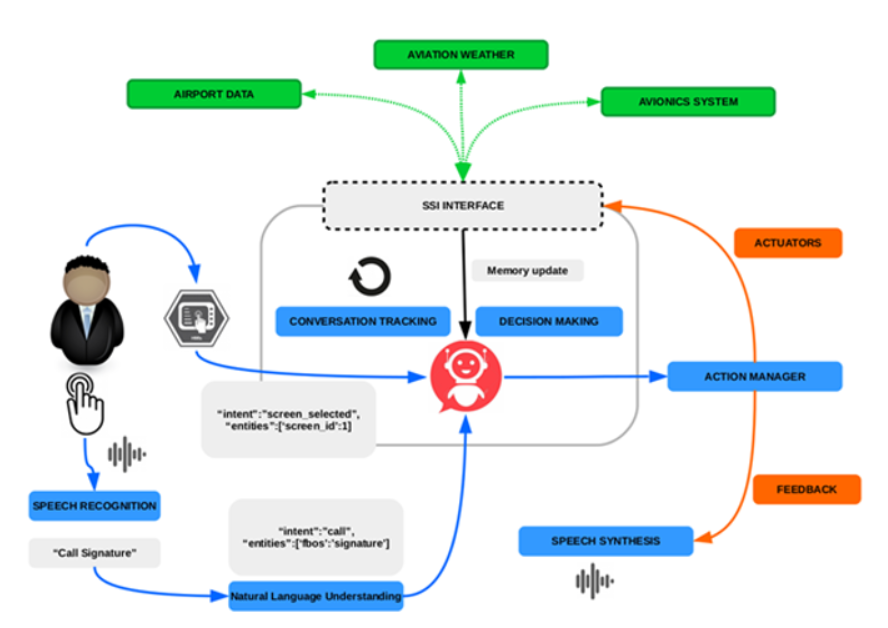 AVIATION WEATHER
AIRPORT DATA
AVIONICS SYSTEM
SSI INTERFACE
ACTUATORS
Memory update
CONVERSATION TRACKING
DECISION MAKING
ACTION MANAGER
"intent":"screen_selected",
"entities":['screen_id':1]
FEEDBACK
SPEECH RECOGNITION
"intent":"call",
"entities":['fbos':'signature']
"Call Signature"
SPEECH SYNTHESIS
Natural Language Understanding